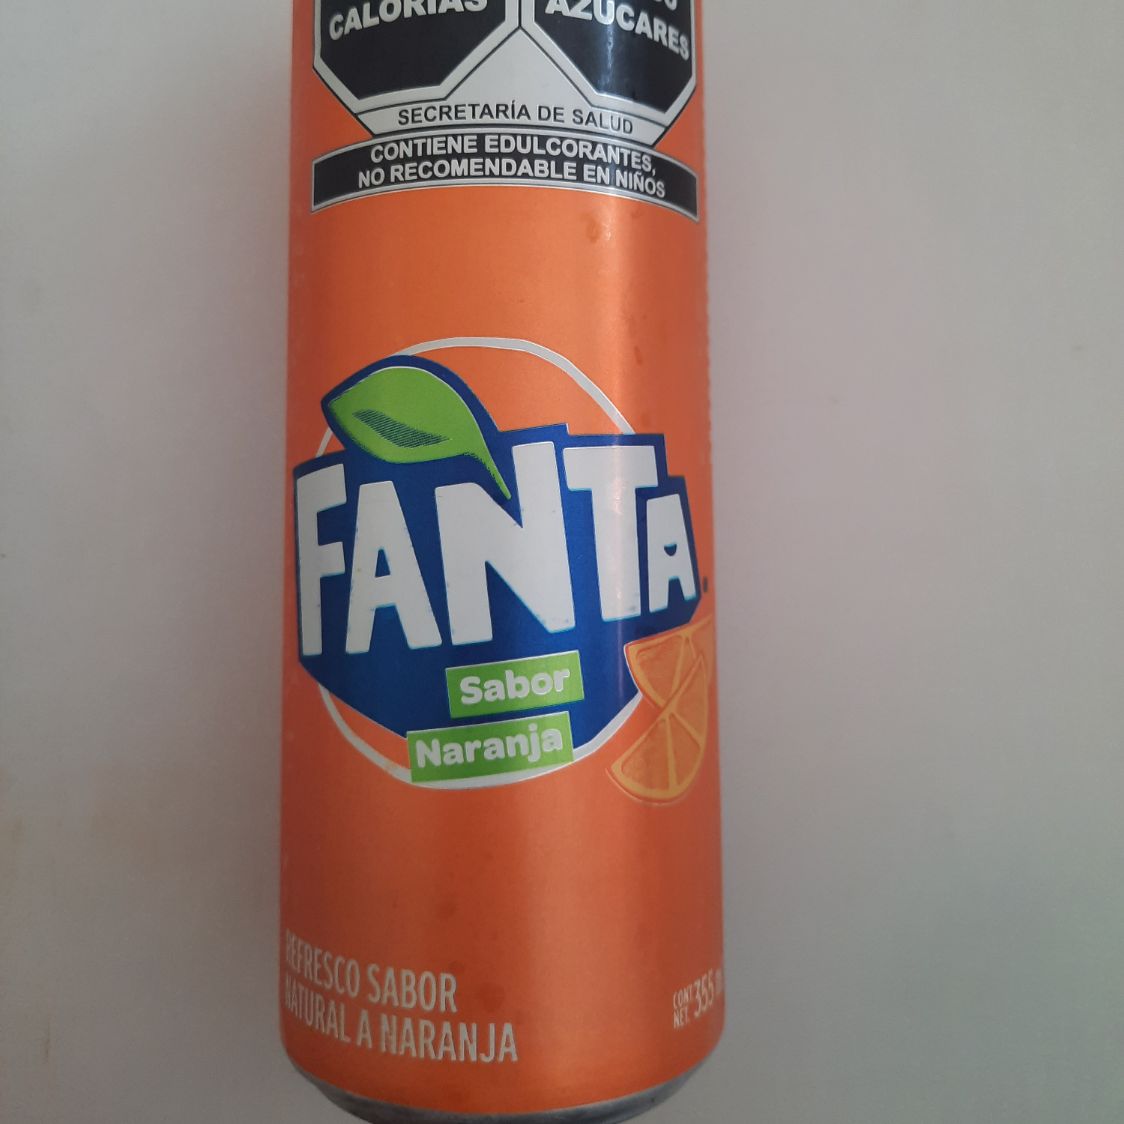 CALORÍAS
AZÚCARES
SECRETARÍA DE SALUD
CONTIENE EDULCORANTES,
NO RECOMENDABLE EN NIÑOS
FANTA
Sabor
Naranja
REFRESCO SABOR
NATURAL A NARANJA
CONT.
NET. 355